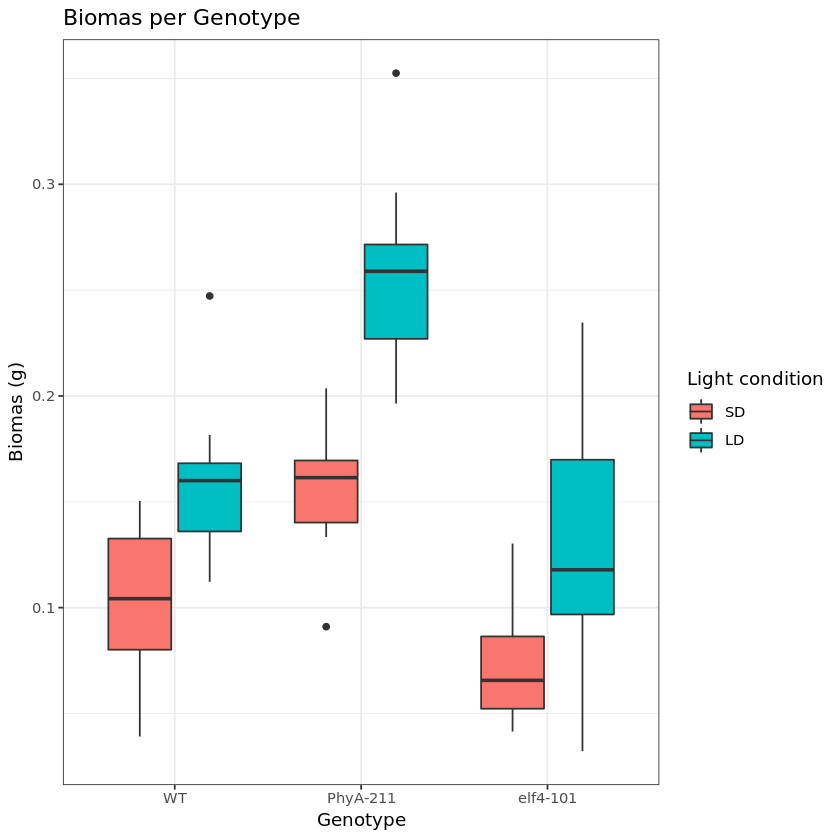 Biomas per Genotype
Biomas (g)
0.3
0.2
0.1
WT
PhyA-211
elf4-101
Genotype
Light condition
SD
LD